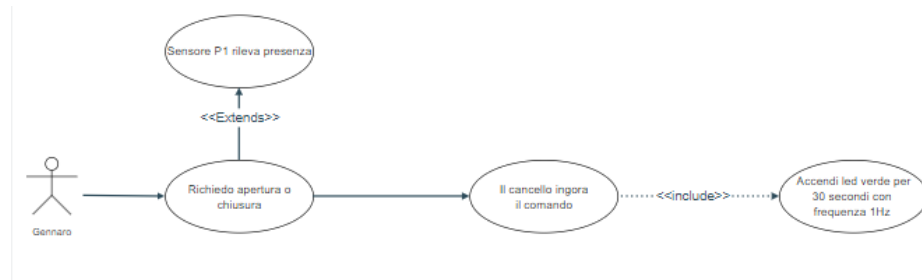 Sensore P1 rileva presenza
<<Extends>>
Gennaro
Richiedo apertura o
chiusura
Il cancello ingora
il comando
<<include>>
Accendi led verde per
30 secondi con
frequenza 1Hz